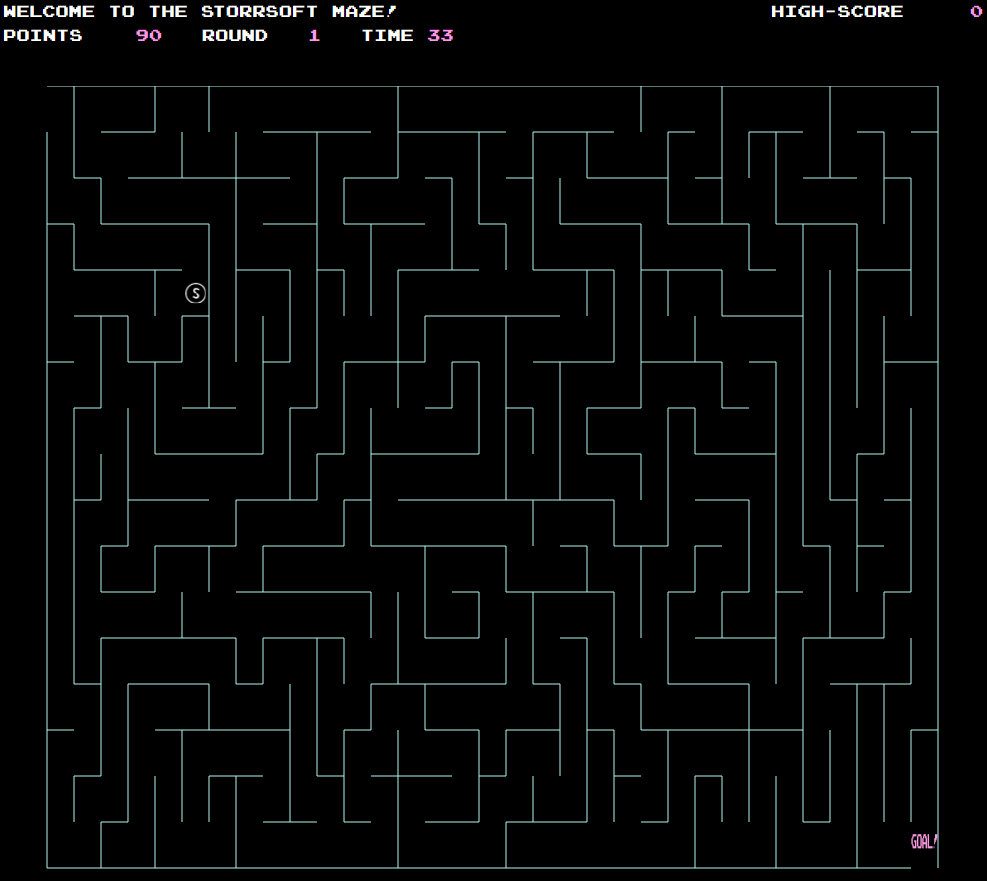 WELCOME TO THE STORRSOFT MAZE! HIGH-SCORE 0
POINTS 90 ROUND 1 TIME 33
S
GOAL!